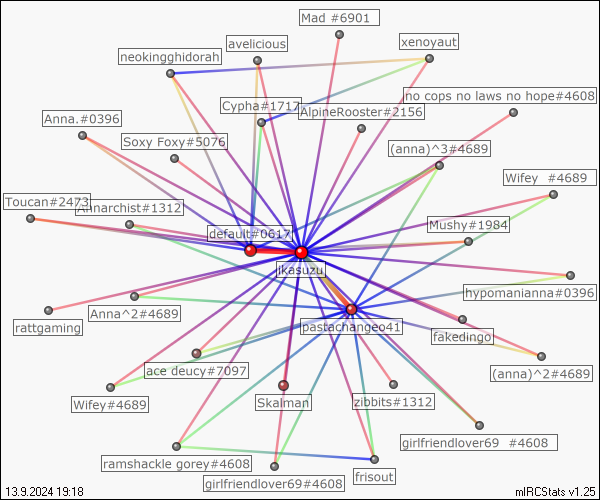 Mad #6901
avelicious
xenoyaut
neokingghidorah
no cops no laws no hope#4608
Cypha#1717
AlpineRooster#2156
Anna.#0396
Soxy Foxy#5076
(anna)^3#4689
Wifey #4689
Toucan#2473
Annarchist#1312
Mushy#1984
default#0617
jkasuzu
hypomanianna#0396
Anna^2#4689
rattgaming
pastachangeo41
fakedingo
ace deucy#7097
(anna)^2#4689
Wifey#4689
Skalman
zibbits#1312
girlfriendlover69 #4608
ramshackle gorey#4608
girlfriendlover69#4608
frisout
13.9.2024 19:18
mIRCStats v1.25